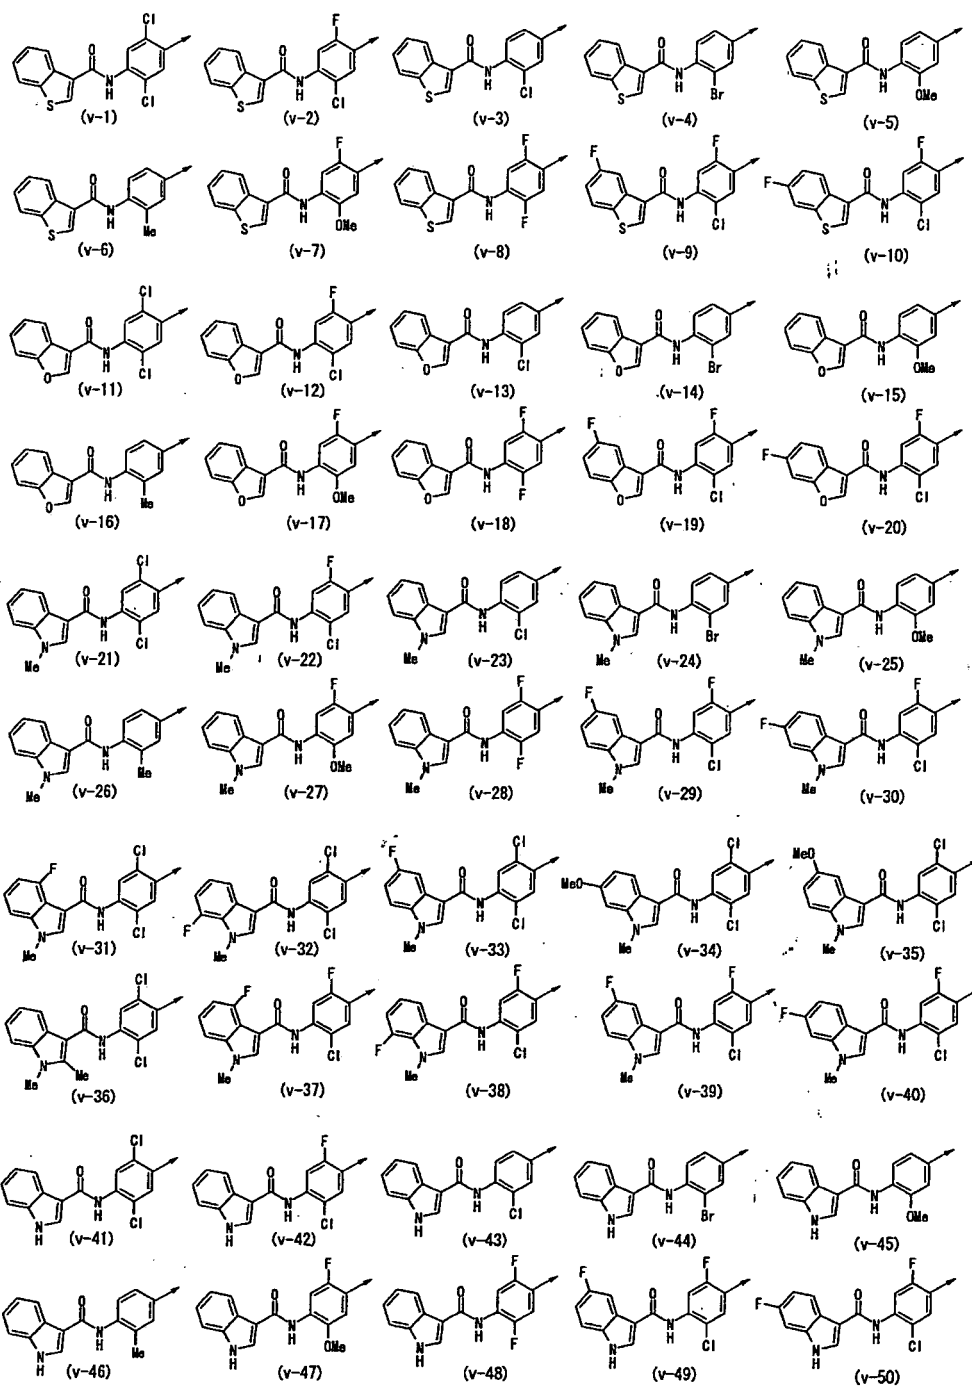 Cl O N H S Cl
(v-1)
F O N H S Cl
(v-2)
O N H S Cl
(v-3)
O N H S Br
(v-4)
O N H S OMe
(v-5)
O N H S Me
(v-6)
F O N H S OMe
(v-7)
F O N H S F
(v-8)
F F O N H S Cl
(v-9)
F F O N H S Cl
(v-10)
Cl O N H O Cl
(v-11)
F O N H O Cl
(v-12)
O N H O Cl
(v-13)
O N H O Br
(v-14)
O N H O OMe
(v-15)
O N H O Me
(v-16)
F O N H O OMe
(v-17)
F O N H O F
(v-18)
F F O N H O Cl
(v-19)
F F O N H O Cl
(v-20)
Cl O N H N Me Cl
(v-21)
F O N H N Me Cl
(v-22)
O N H N Me Cl
(v-23)
O N H N Me Br
(v-24)
O N H N Me OMe
(v-25)
O N H N Me Me
(v-26)
F O N H N Me OMe
(v-27)
F O N H N Me F
(v-28)
F F O N H N Me Cl
(v-29)
F F O N H N Me Cl
(v-30)
F Cl O N H N Me Cl
(v-31)
Cl O N H F N Me Cl
(v-32)
F Cl O N H N Me Cl
(v-33)
Cl O MeO N H N Me Cl
(v-34)
MeO Cl O N H N Me Cl
(v-35)
Cl O N H N Me Me Cl
(v-36)
F F O N H N Me Cl
(v-37)
F O N H F N Me Cl
(v-38)
F F O N H N Me Cl
(v-39)
F F O N H N Me Cl
(v-40)
Cl O N H N H Cl
(v-41)
F O N H N H Cl
(v-42)
O N H N H Cl
(v-43)
O N H N H Br
(v-44)
O N H N H OMe
(v-45)
O N H N H Me
(v-46)
F O N H N H OMe
(v-47)
F O N H N H F
(v-48)
F F O N H N H Cl
(v-49)
F F O N H N H Cl
(v-50)